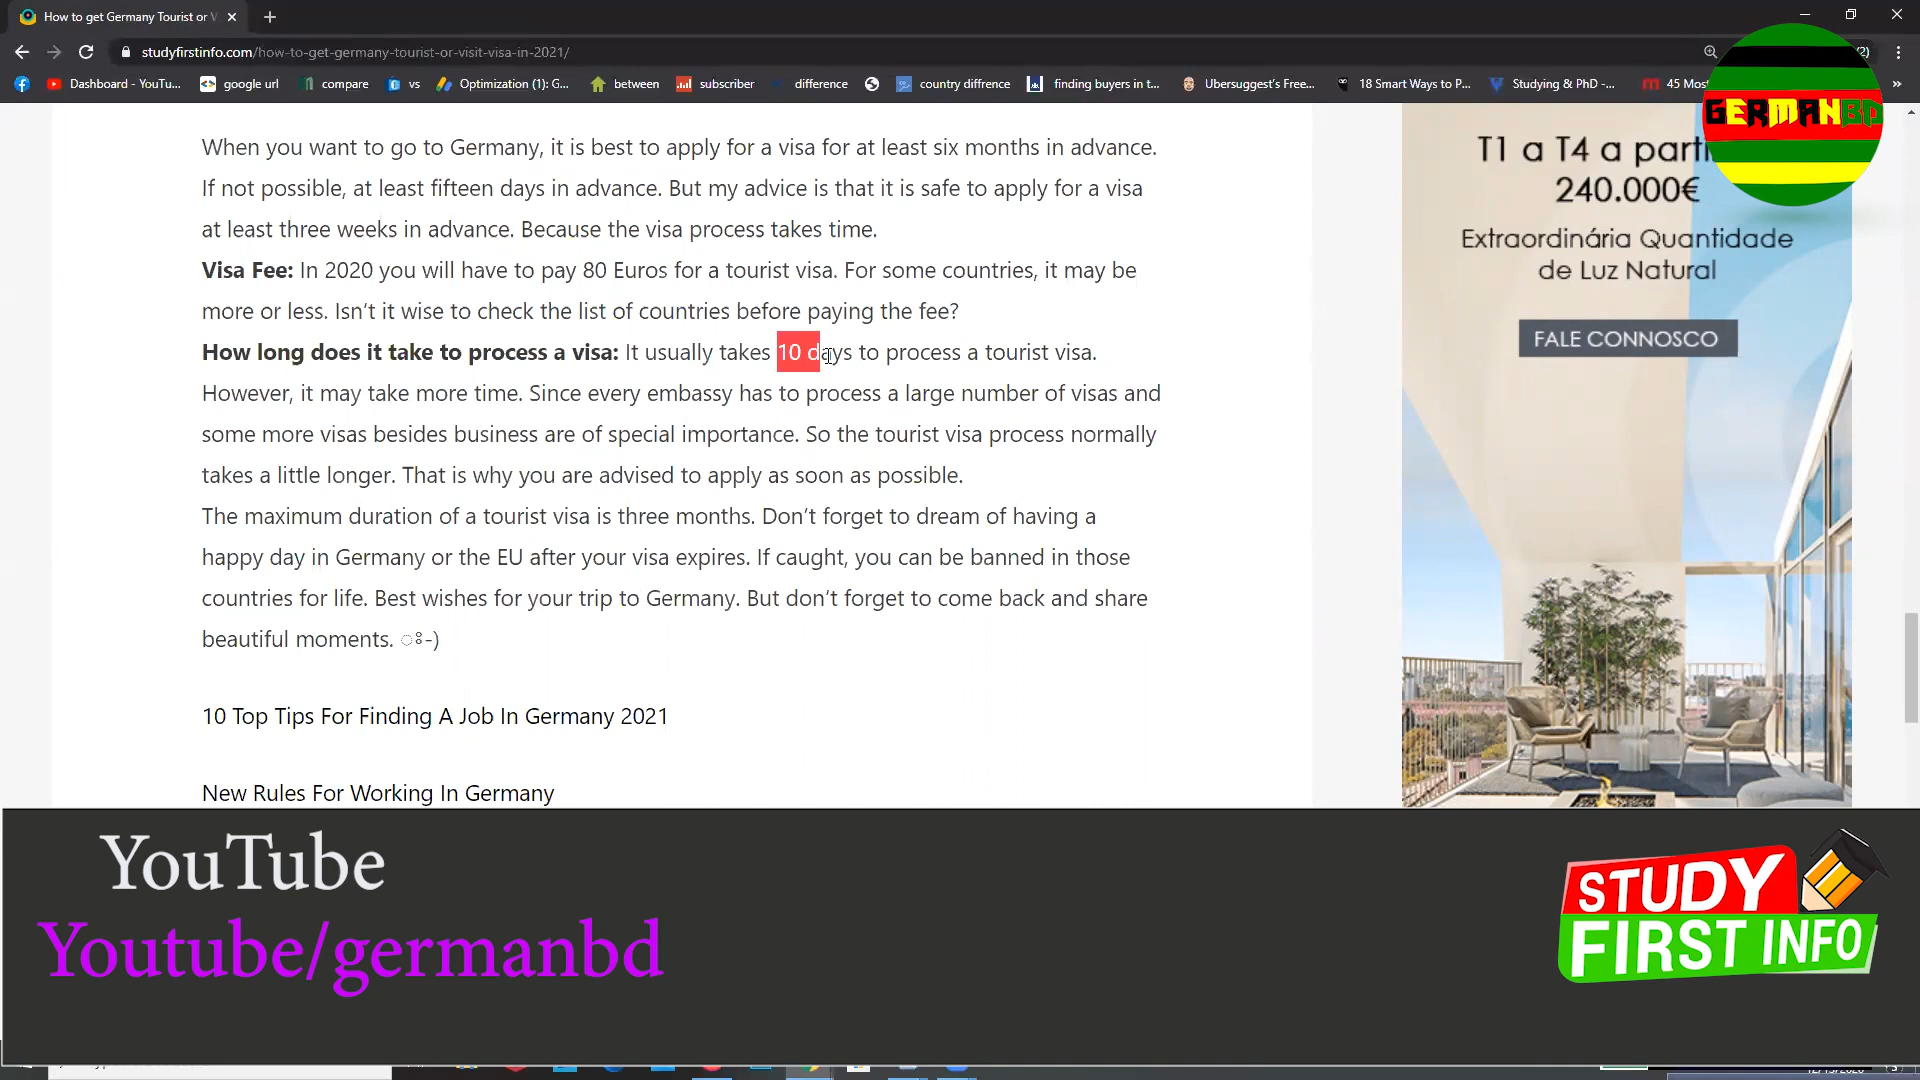 How to get Germany Tourist or V
studyfirstinfo.com/how-to-get-germany-tourist-or-visit-visa-in-2021/
Dashboard - YouTu... google url compare vs Optimization (1): G... between subscriber difference country diffrence finding buyers in t... Ubersuggest's Free... 18 Smart Ways to P... Studying & PhD -... 45 Mos
GERMANBD
When you want to go to Germany, it is best to apply for a visa for at least six months in advance.
If not possible, at least fifteen days in advance. But my advice is that it is safe to apply for a visa
at least three weeks in advance. Because the visa process takes time.
Visa Fee: In 2020 you will have to pay 80 Euros for a tourist visa. For some countries, it may be
more or less. Isn't it wise to check the list of countries before paying the fee?
How long does it take to process a visa: It usually takes 10 days to process a tourist visa.
However, it may take more time. Since every embassy has to process a large number of visas and
some more visas besides business are of special importance. So the tourist visa process normally
takes a little longer. That is why you are advised to apply as soon as possible.
The maximum duration of a tourist visa is three months. Don't forget to dream of having a
happy day in Germany or the EU after your visa expires. If caught, you can be banned in those
countries for life. Best wishes for your trip to Germany. But don't forget to come back and share
beautiful moments. ঃ-)
10 Top Tips For Finding A Job In Germany 2021
New Rules For Working In Germany
T1 a T4 a parti
240.000€
Extraordinária Quantidade
de Luz Natural
FALE CONNOSCO
YouTube
Youtube/germanbd
STUDY
FIRST INFO